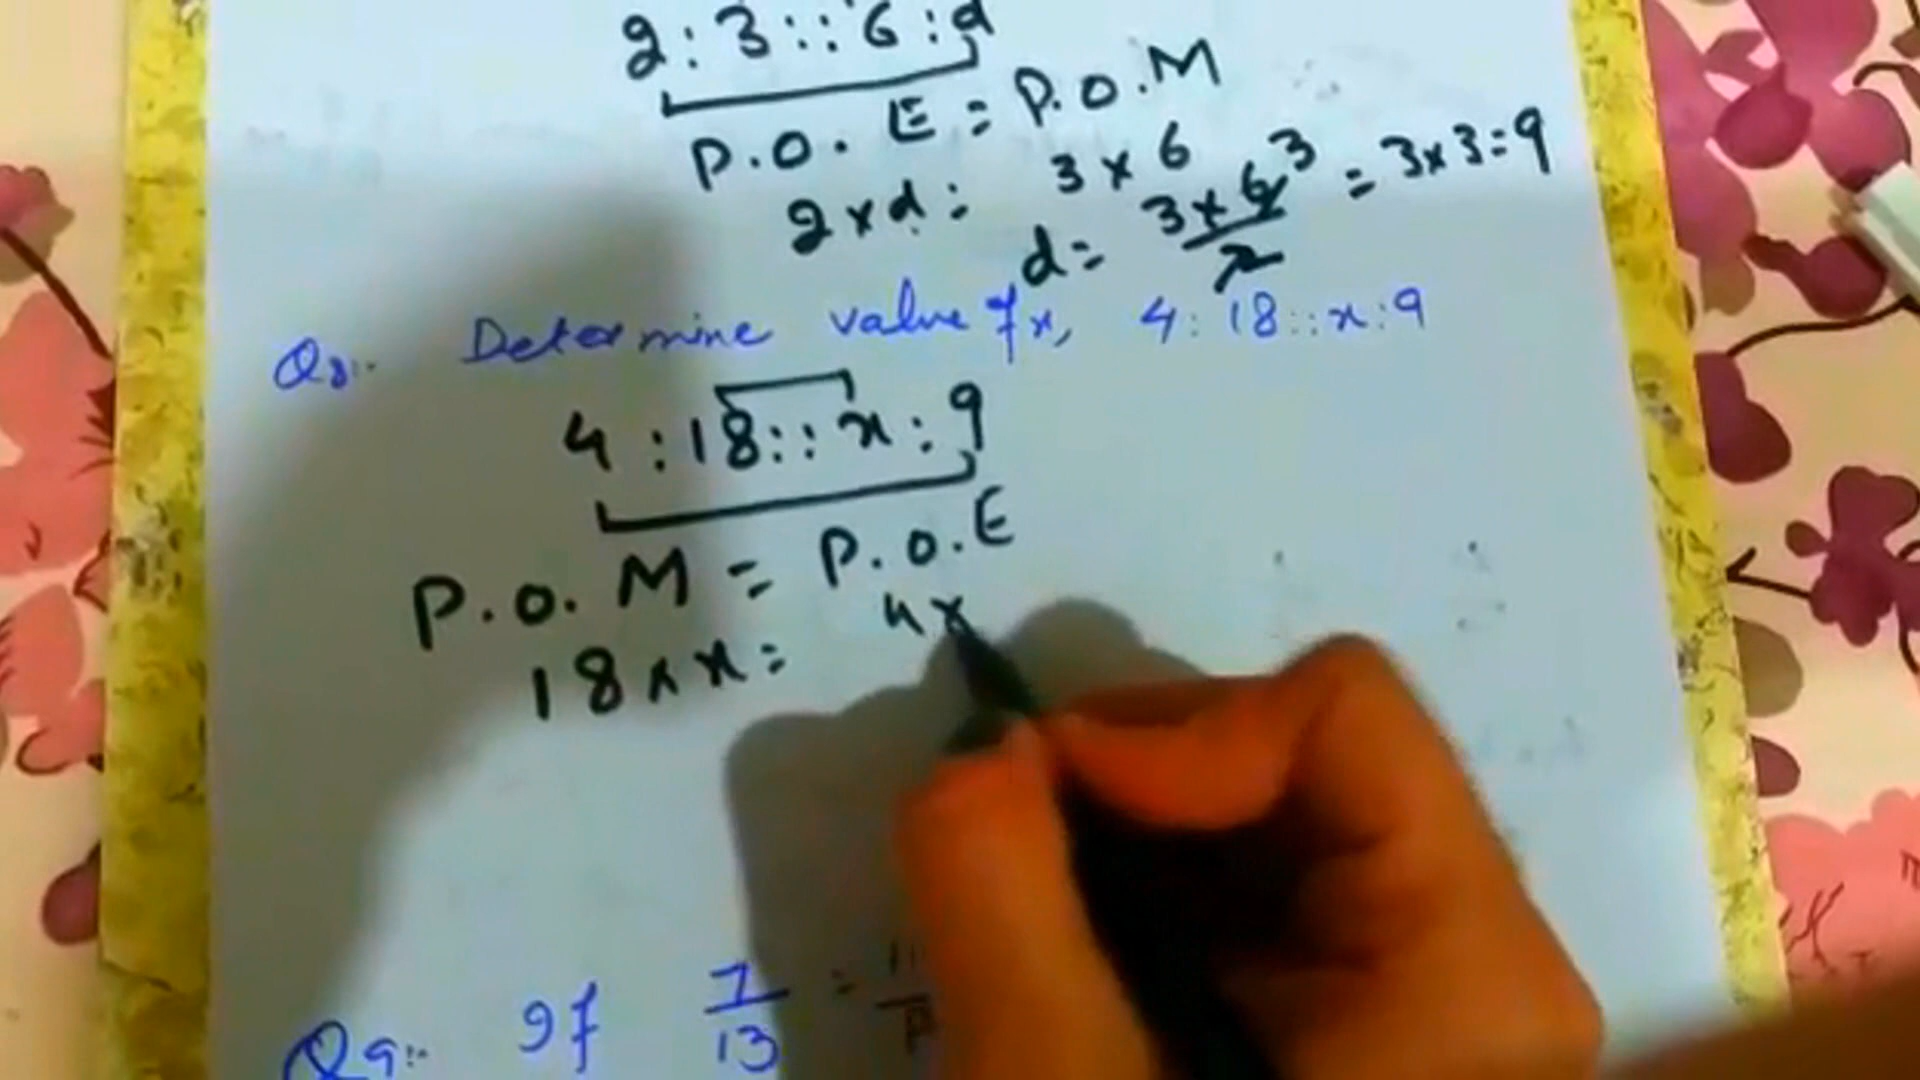 2:3::6:d
P.O.E = P.O.M
2×d = 3×6
d = 3×6/2 3 = 3×3=9
Q8:- Determine value of x, 4:18::x:9
4:18::x:9
P.O.M = P.O.E
18×x = 4×
Q9:- If 7/13 =